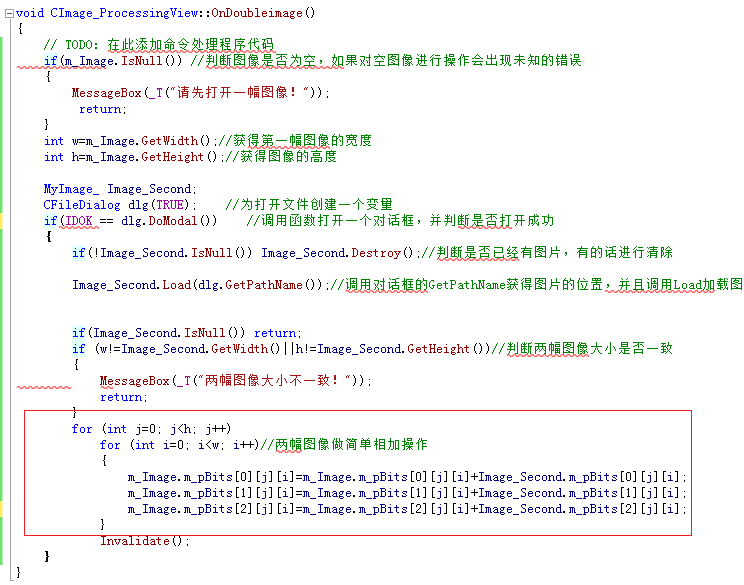 void CImage_ProcessingView::OnDoubleimage()
{
// TODO: 在此添加命令处理程序代码
if(m_Image.IsNull()) //判断图像是否为空，如果对空图像进行操作会出现未知的错误
{
MessageBox(_T("请先打开一幅图像！"));
return;
}
int w=m_Image.GetWidth();//获得第一幅图像的宽度
int h=m_Image.GetHeight();//获得图像的高度
MyImage_ Image_Second;
CFileDialog dlg(TRUE); //为打开文件创建一个变量
if(IDOK == dlg.DoModal()) //调用函数打开一个对话框，并判断是否打开成功
{
if(!Image_Second.IsNull()) Image_Second.Destroy();//判断是否已经有图片，有的话进行清除
Image_Second.Load(dlg.GetPathName());//调用对话框的GetPathName获得图片的位置，并且调用Load加载图
if(Image_Second.IsNull()) return;
if (w!=Image_Second.GetWidth()||h!=Image_Second.GetHeight())//判断两幅图像大小是否一致
{
MessageBox(_T("两幅图像大小不一致！"));
return;
}
for (int j=0; j<h; j++)
for (int i=0; i<w; i++)//两幅图像做简单相加操作
{
m_Image.m_pBits[0][j][i]=m_Image.m_pBits[0][j][i]+Image_Second.m_pBits[0][j][i];
m_Image.m_pBits[1][j][i]=m_Image.m_pBits[1][j][i]+Image_Second.m_pBits[1][j][i];
m_Image.m_pBits[2][j][i]=m_Image.m_pBits[2][j][i]+Image_Second.m_pBits[2][j][i];
}
Invalidate();
}
}